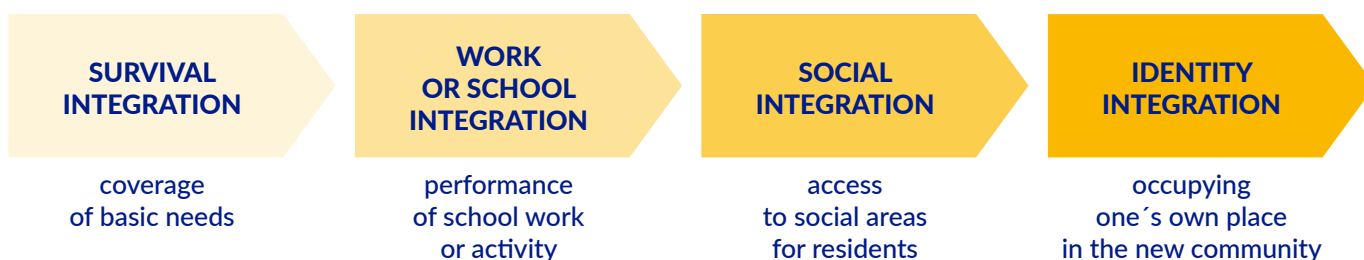 SURVIVAL
INTEGRATION
coverage
of basic needs
WORK
OR SCHOOL
INTEGRATION
performance
of school work
or activity
SOCIAL
INTEGRATION
access
to social areas
for residents
IDENTITY
INTEGRATION
occupying
one´s own place
in the new community